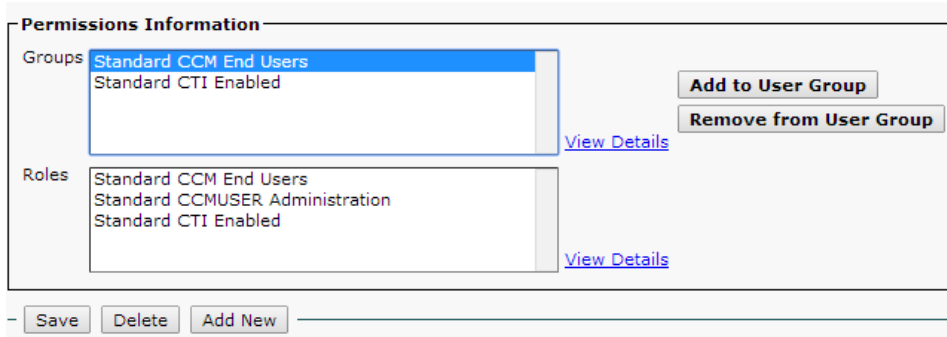 Permissions Information
Groups Standard CCM End Users
Standard CTI Enabled
Add to User Group
Remove from User Group
View Details
Roles Standard CCM End Users
Standard CCMUSER Administration
Standard CTI Enabled
View Details
Save Delete Add New